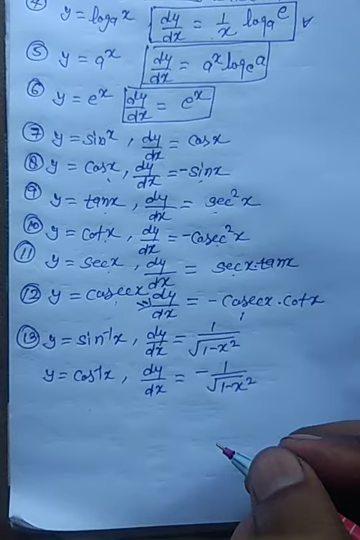 ④ y = logₐx dy/dx = 1/x logₐe
⑤ y = aˣ dy/dx = aˣ logₑa
⑥ y = eˣ dy/dx = eˣ
⑦ y = sinx, dy/dx = cosx
⑧ y = cosx, dy/dx = -sinx
⑨ y = tanx, dy/dx = sec²x
⑩ y = cotx, dy/dx = -cosec²x
⑪ y = secx, dy/dx = secx·tanx
⑫ y = cosecx, dy/dx = -cosecx·cotx
⑬ y = sin⁻¹x, dy/dx = 1/√1-x²
y = cos⁻¹x, dy/dx = -1/√1-x²